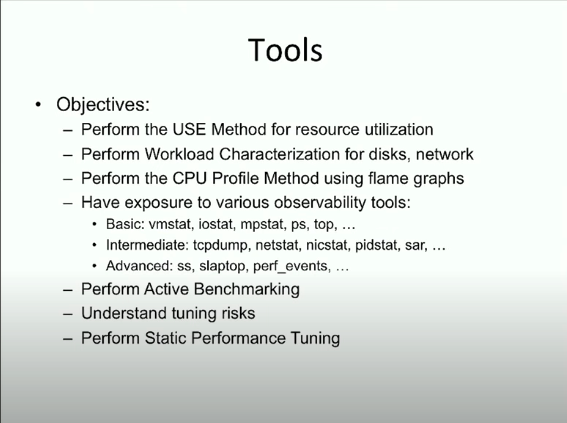 Tools
• Objectives:
– Perform the USE Method for resource utilization
– Perform Workload Characterization for disks, network
– Perform the CPU Profile Method using flame graphs
– Have exposure to various observability tools:
• Basic: vmstat, iostat, mpstat, ps, top, …
• Intermediate: tcpdump, netstat, nicstat, pidstat, sar, …
• Advanced: ss, slaptop, perf_events, …
– Perform Active Benchmarking
– Understand tuning risks
– Perform Static Performance Tuning